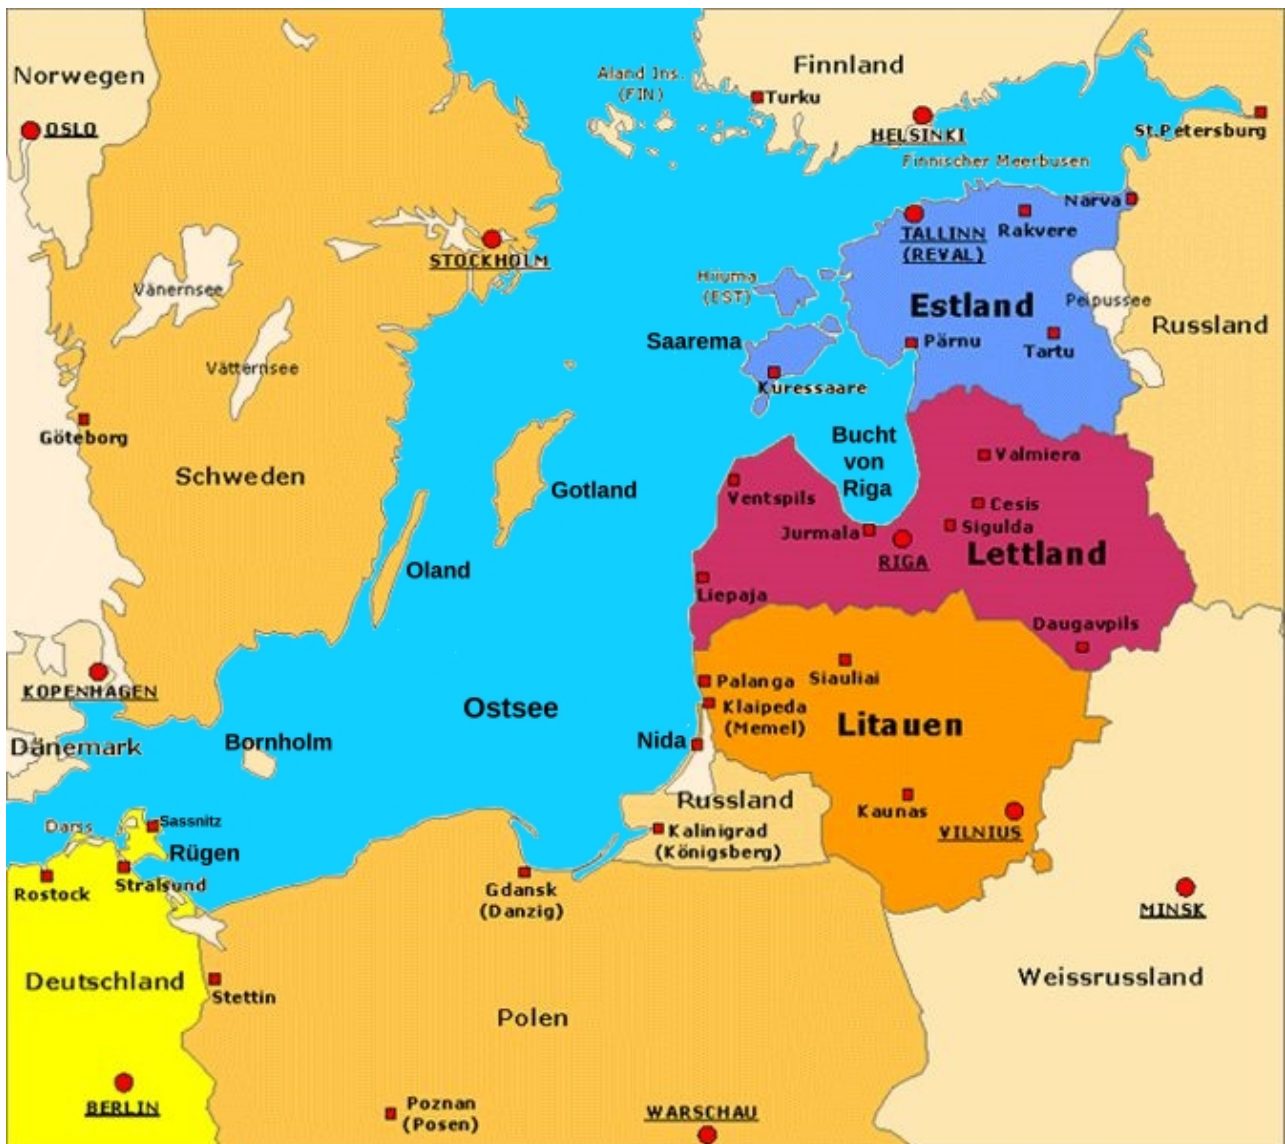 Norwegen
OSLO
Aland Ins.
(FIN)
Turku
Finnland
HELSINKI
Finnischer Meerbusen
St.Petersburg
Narva
TALLINN
(REVAL)
Rakvere
STOCKHOLM
Vänernsee
Hiiuma
(EST)
Estland
Peipussee
Russland
Saarema
Pärnu
Tartu
Vätternsee
Kuressaare
Göteborg
Schweden
Gotland
Bucht
von
Riga
Valmiera
Ventspils
Cesis
Sigulda
Jurmala
RIGA
Lettland
Oland
Liepaja
Daugavpils
KOPENHAGEN
Palanga
Siauliai
Ostsee
Klaipeda
(Memel)
Litauen
Dänemark
Bornholm
Nida
Russland
Kaunas
VILNIUS
Darss
Sassnitz
Rügen
Kalinigrad
(Königsberg)
Rostock
Stralsund
Gdansk
(Danzig)
MINSK
Deutschland
Stettin
Weissrussland
Polen
BERLIN
Poznan
(Posen)
WARSCHAU